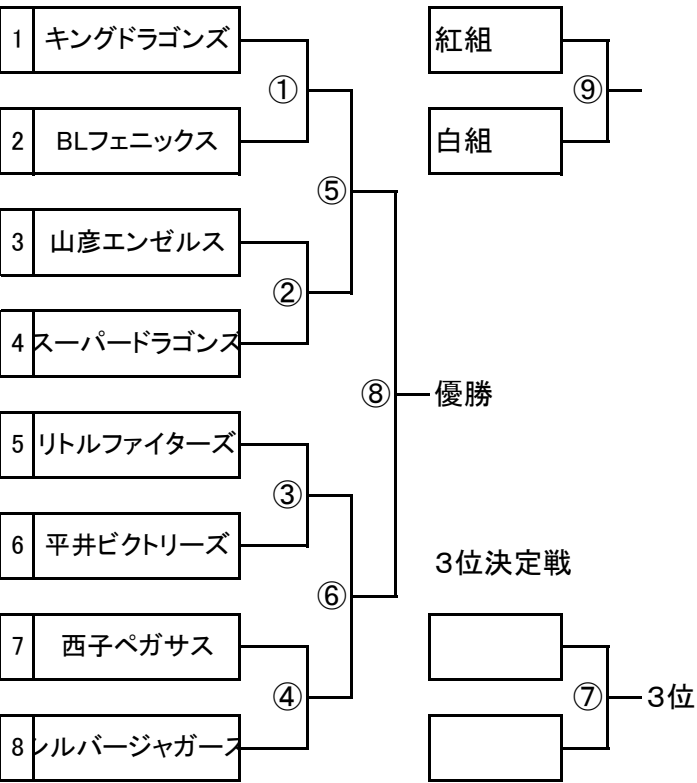 1 キングドラゴンズ
①
2 BLフェニックス
⑤
3 山彦エンゼルス
②
4 スーパードラゴンズ
⑧ 優勝
5 リトルファイターズ
③
6 平井ビクトリーズ
⑥
7 西子ペガサス
④
8 シルバージャガーズ
紅組
⑨
白組
3位決定戦
⑦ 3位